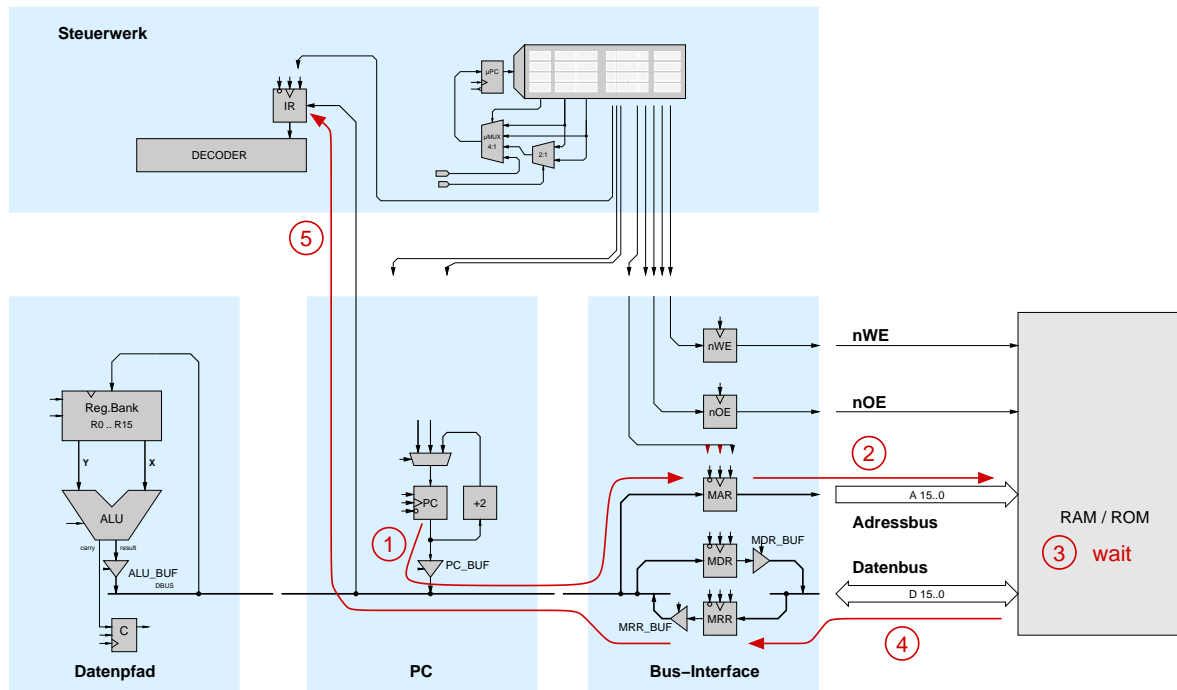 Steuerwerk
µPC
IR
µMUX
4:1
2:1
DECODER
5
nWE
nWE
nOE
nOE
Reg.Bank
R0 .. R15
Y
X
2
PC
+2
MAR
A 15..0
ALU
RAM / ROM
carry
result
1
Adressbus
3
wait
MDR
MDR_BUF
ALU_BUF
DBUS
PC_BUF
Datenbus
D 15..0
MRR_BUF
MRR
C
4
Datenpfad
PC
Bus–Interface